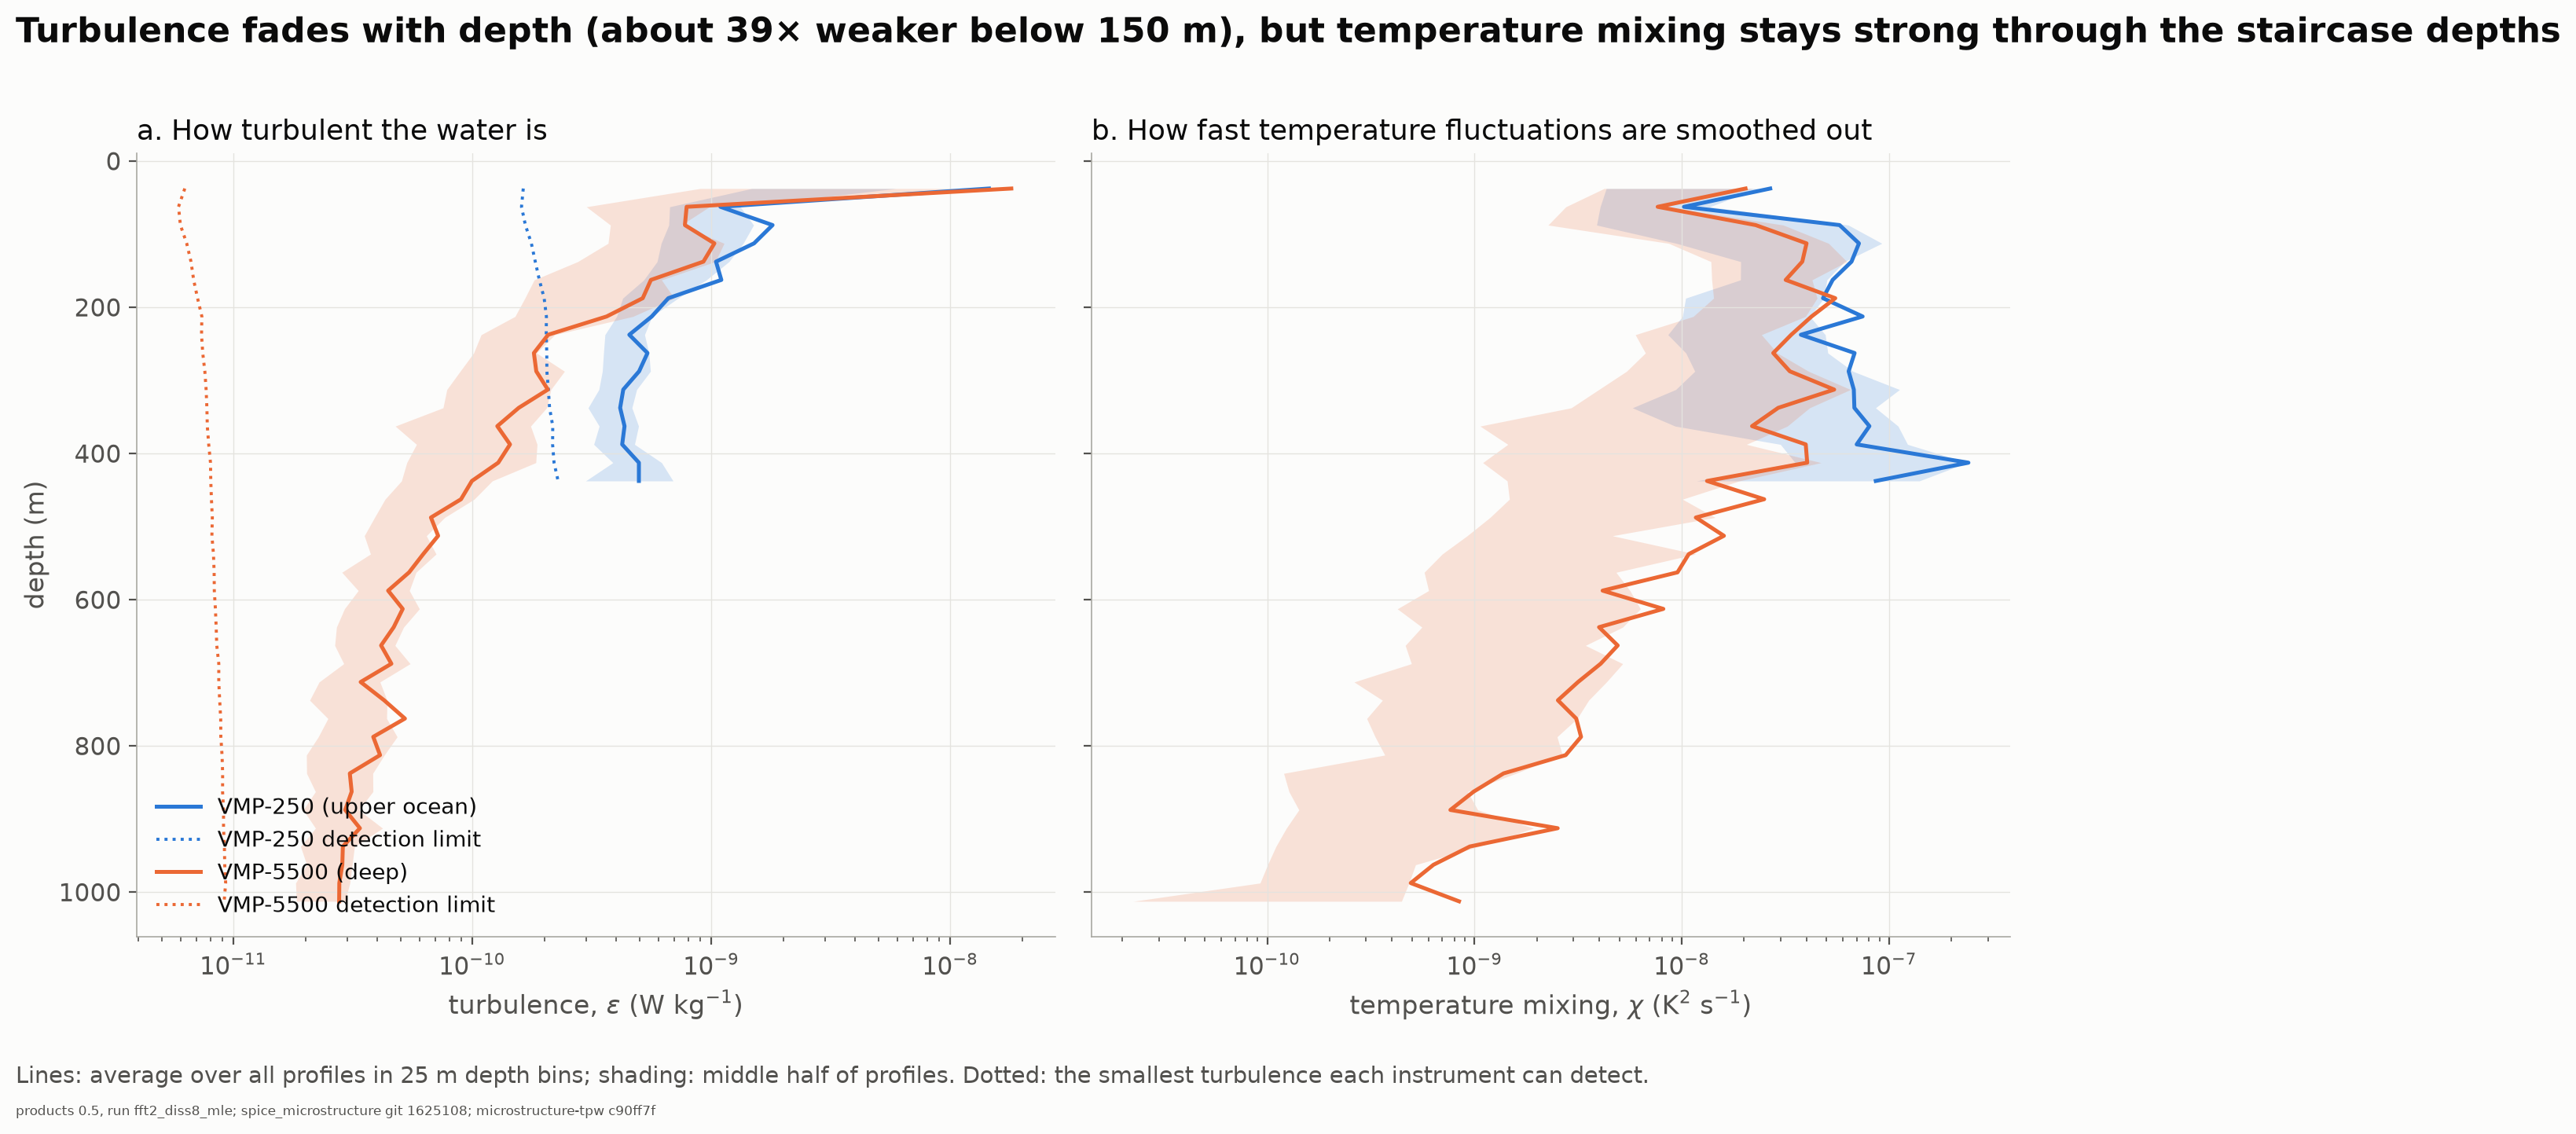 Turbulence fades with depth (about 39× weaker below 150 m), but temperature mixing stays strong through the staircase depths
a. How turbulent the water is
b. How fast temperature fluctuations are smoothed out
depth (m)
0
200
400
600
800
1000
VMP-250 (upper ocean)
VMP-250 detection limit
VMP-5500 (deep)
VMP-5500 detection limit
10⁻¹¹ 10⁻¹⁰ 10⁻⁹ 10⁻⁸
10⁻¹⁰ 10⁻⁹ 10⁻⁸ 10⁻⁷
turbulence, ε (W kg⁻¹)
temperature mixing, χ (K² s⁻¹)
Lines: average over all profiles in 25 m depth bins; shading: middle half of profiles. Dotted: the smallest turbulence each instrument can detect.
products 0.5, run fft2_diss8_mle; spice_microstructure git 1625108; microstructure-tpw c90ff7f